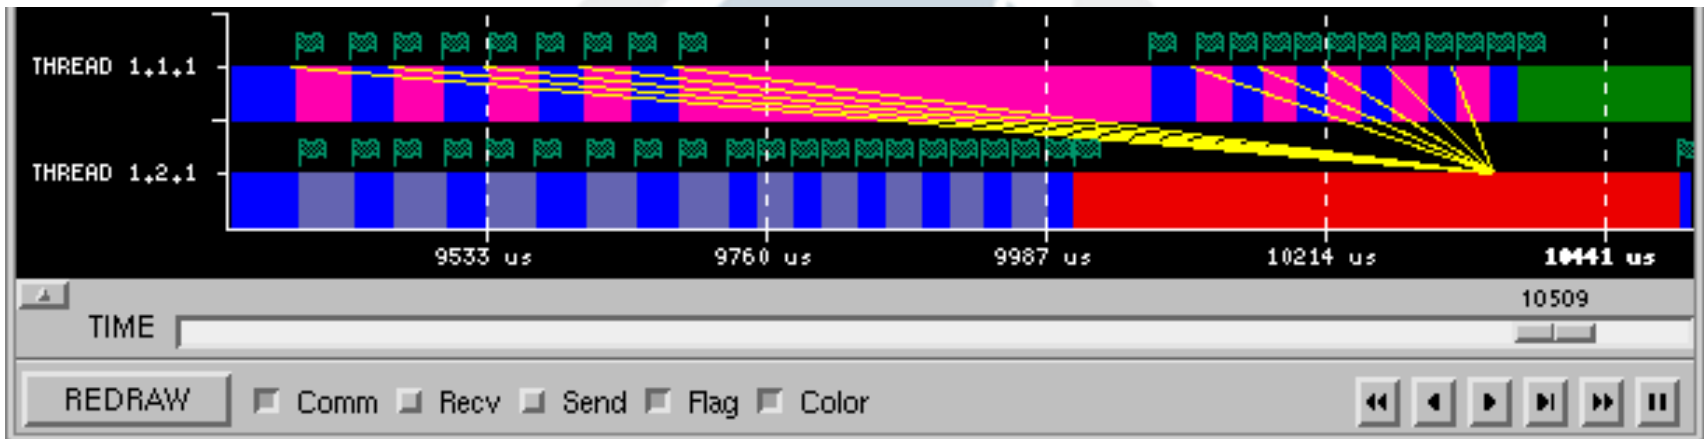 THREAD 1.1.1
THREAD 1.2.1
9533 us 9760 us 9987 us 10214 us 10441 us
10509
TIME
REDRAW Comm Recv Send Flag Color